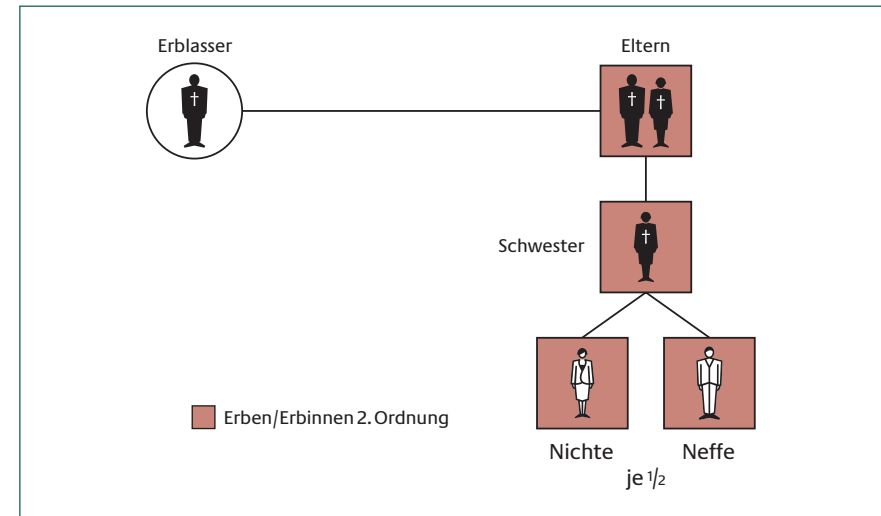 Erblasser
Eltern
Schwester
Erben/Erbinnen 2. Ordnung
Nichte
Neffe
je 1/2